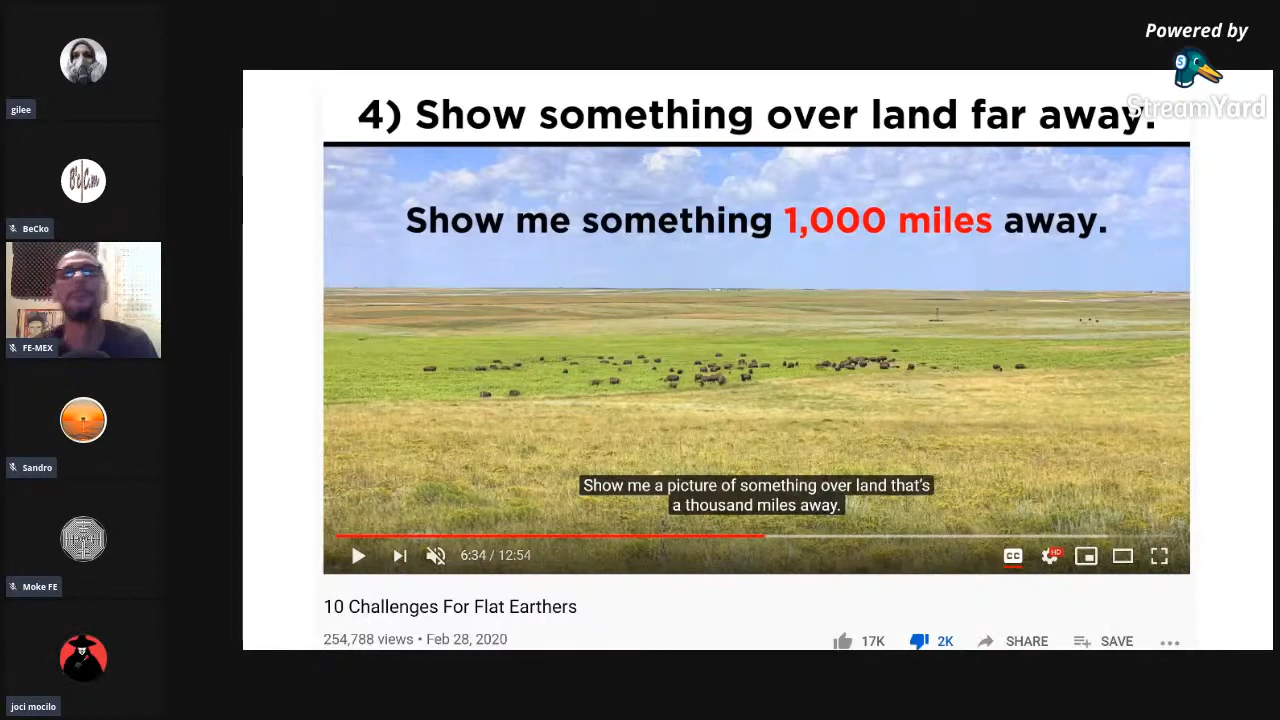 Powered by
StreamYard
gilee
BeCko
FE-MEX
Sandro
Moke FE
joci mocilo
4) Show something over land far away.
Show me something 1,000 miles away.
Show me a picture of something over land that's
a thousand miles away.
6:34 / 12:54
CC
HD
10 Challenges For Flat Earthers
254,788 views • Feb 28, 2020
17K
2K
SHARE
SAVE